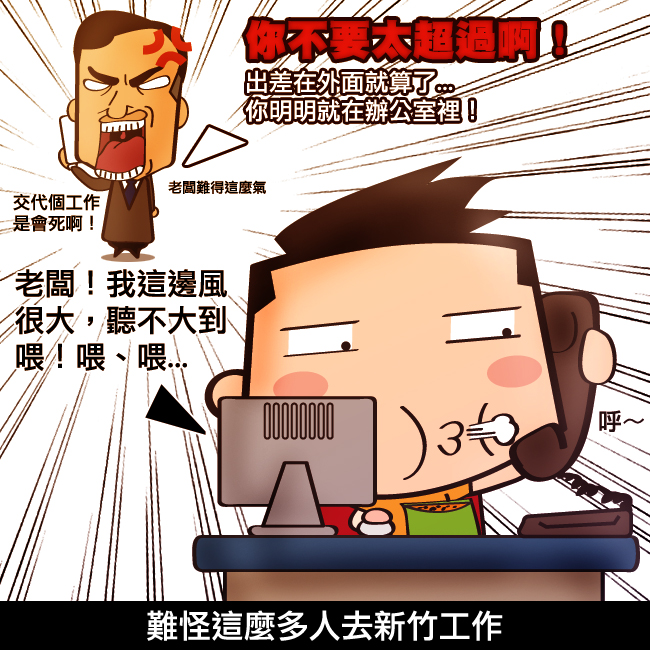 你不要太超過啊！
出差在外面就算了...
你明明就在辦公室裡！
老闆難得這麼氣
交代個工作
是會死啊！
老闆！我這邊風
很大，聽不大到
喂！喂、喂...
呼～
難怪這麼多人去新竹工作